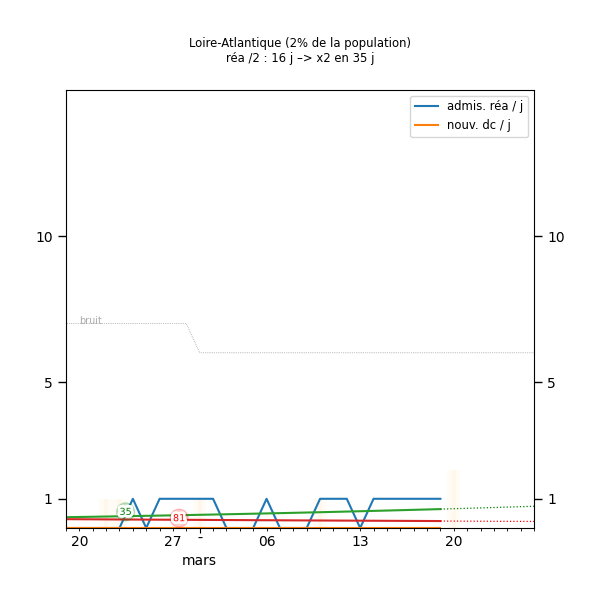 Loire-Atlantique (2% de la population)
réa /2 : 16 j –> x2 en 35 j
admis. réa / j
nouv. dc / j
10 10
bruit
5 5
1 1
35
81
20 27 - 06 13 20
mars